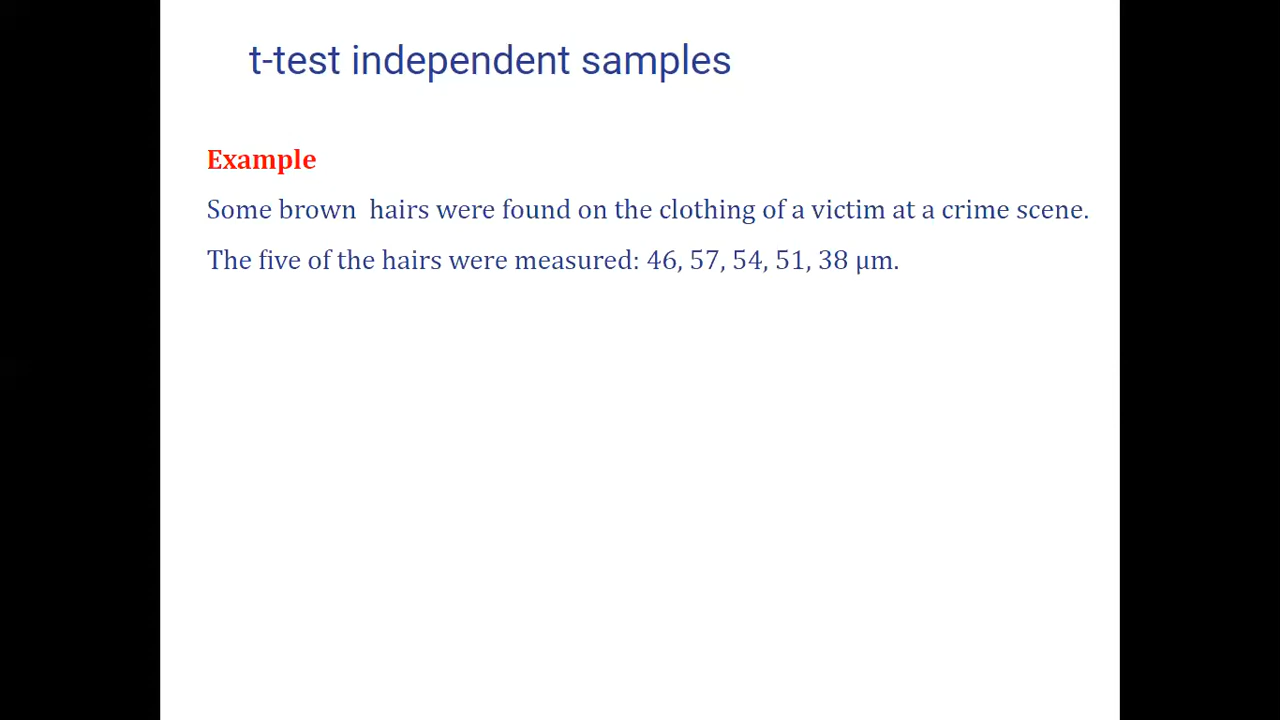 t-test independent samples
Example
Some brown  hairs were found on the clothing of a victim at a crime scene.
The five of the hairs were measured: 46, 57, 54, 51, 38 μm.